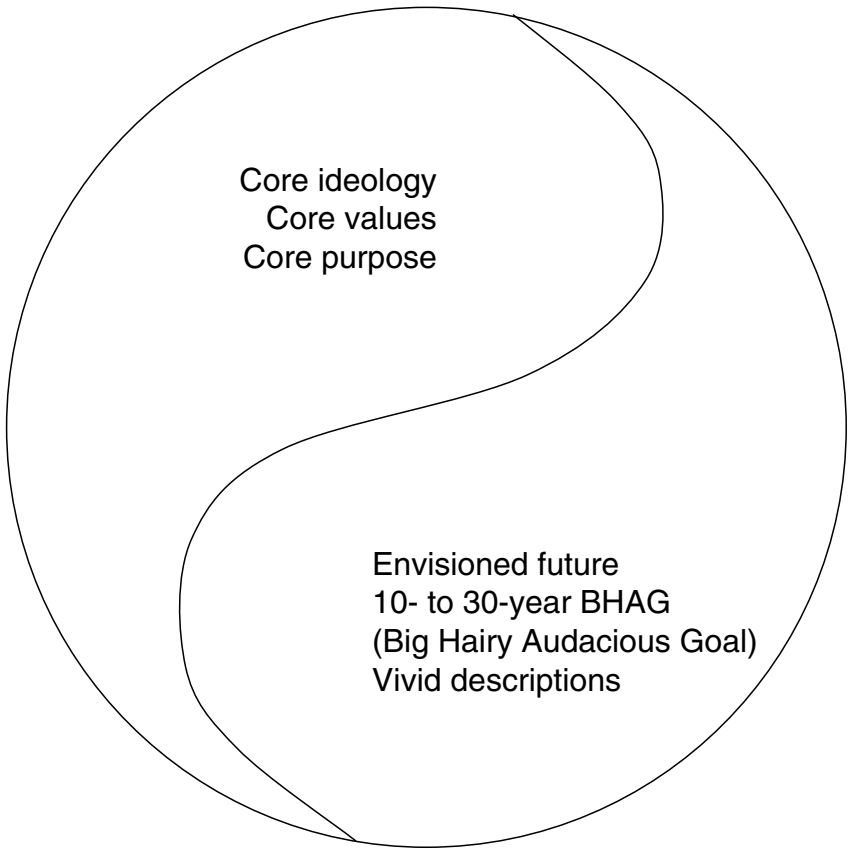 Core ideology
Core values
Core purpose
Envisioned future
10- to 30-year BHAG
(Big Hairy Audacious Goal)
Vivid descriptions